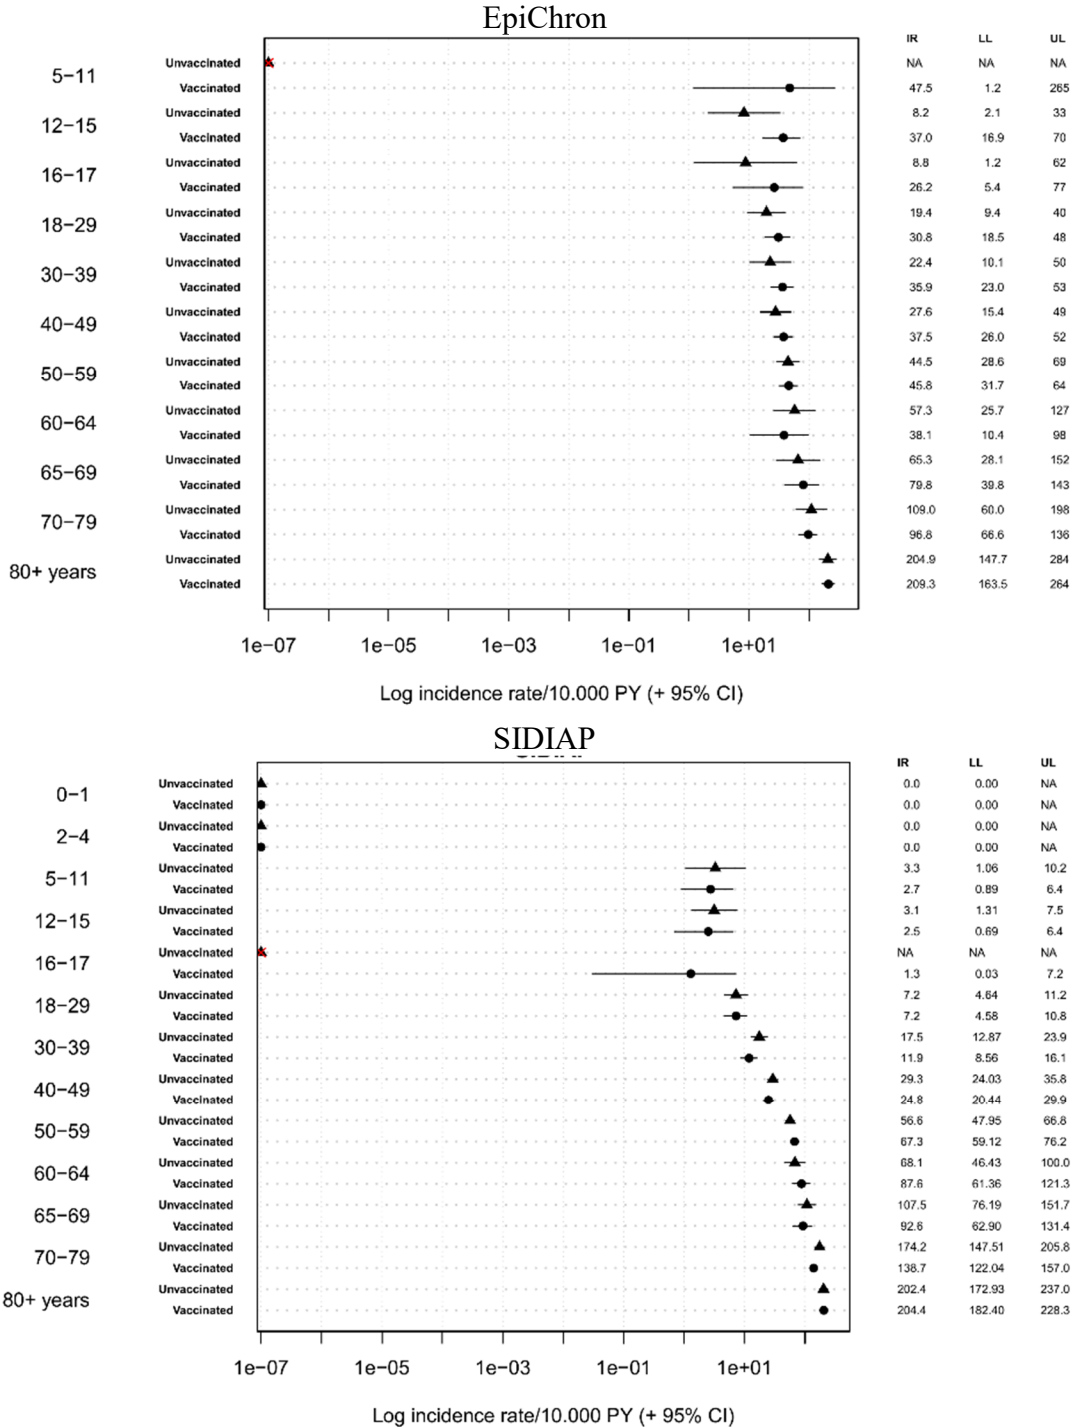 EpiChron
IR LL UL
5−11
Unvaccinated NA NA NA
Vaccinated 47.5 1.2 265
12−15
Unvaccinated 8.2 2.1 33
Vaccinated 37.0 16.9 70
16−17
Unvaccinated 8.8 1.2 62
Vaccinated 26.2 5.4 77
18−29
Unvaccinated 19.4 9.4 40
Vaccinated 30.8 18.5 48
30−39
Unvaccinated 22.4 10.1 50
Vaccinated 35.9 23.0 53
40−49
Unvaccinated 27.6 15.4 49
Vaccinated 37.5 26.0 52
50−59
Unvaccinated 44.5 28.6 69
Vaccinated 45.8 31.7 64
60−64
Unvaccinated 57.3 25.7 127
Vaccinated 38.1 10.4 98
65−69
Unvaccinated 65.3 28.1 152
Vaccinated 79.8 39.8 143
70−79
Unvaccinated 109.0 60.0 198
Vaccinated 96.8 66.6 136
80+ years
Unvaccinated 204.9 147.7 284
Vaccinated 209.3 163.5 264
1e−07 1e−05 1e−03 1e−01 1e+01
Log incidence rate/10.000 PY (+ 95% CI)
SIDIAP
IR LL UL
0−1
Unvaccinated 0.0 0.00 NA
Vaccinated 0.0 0.00 NA
2−4
Unvaccinated 0.0 0.00 NA
Vaccinated 0.0 0.00 NA
5−11
Unvaccinated 3.3 1.06 10.2
Vaccinated 2.7 0.89 6.4
12−15
Unvaccinated 3.1 1.31 7.5
Vaccinated 2.5 0.69 6.4
16−17
Unvaccinated NA NA NA
Vaccinated 1.3 0.03 7.2
18−29
Unvaccinated 7.2 4.64 11.2
Vaccinated 7.2 4.58 10.8
30−39
Unvaccinated 17.5 12.87 23.9
Vaccinated 11.9 8.56 16.1
40−49
Unvaccinated 29.3 24.03 35.8
Vaccinated 24.8 20.44 29.9
50−59
Unvaccinated 56.6 47.95 66.8
Vaccinated 67.3 59.12 76.2
60−64
Unvaccinated 68.1 46.43 100.0
Vaccinated 87.6 61.36 121.3
65−69
Unvaccinated 107.5 76.19 151.7
Vaccinated 92.6 62.90 131.4
70−79
Unvaccinated 174.2 147.51 205.8
Vaccinated 138.7 122.04 157.0
80+ years
Unvaccinated 202.4 172.93 237.0
Vaccinated 204.4 182.40 228.3
1e−07 1e−05 1e−03 1e−01 1e+01
Log incidence rate/10.000 PY (+ 95% CI)